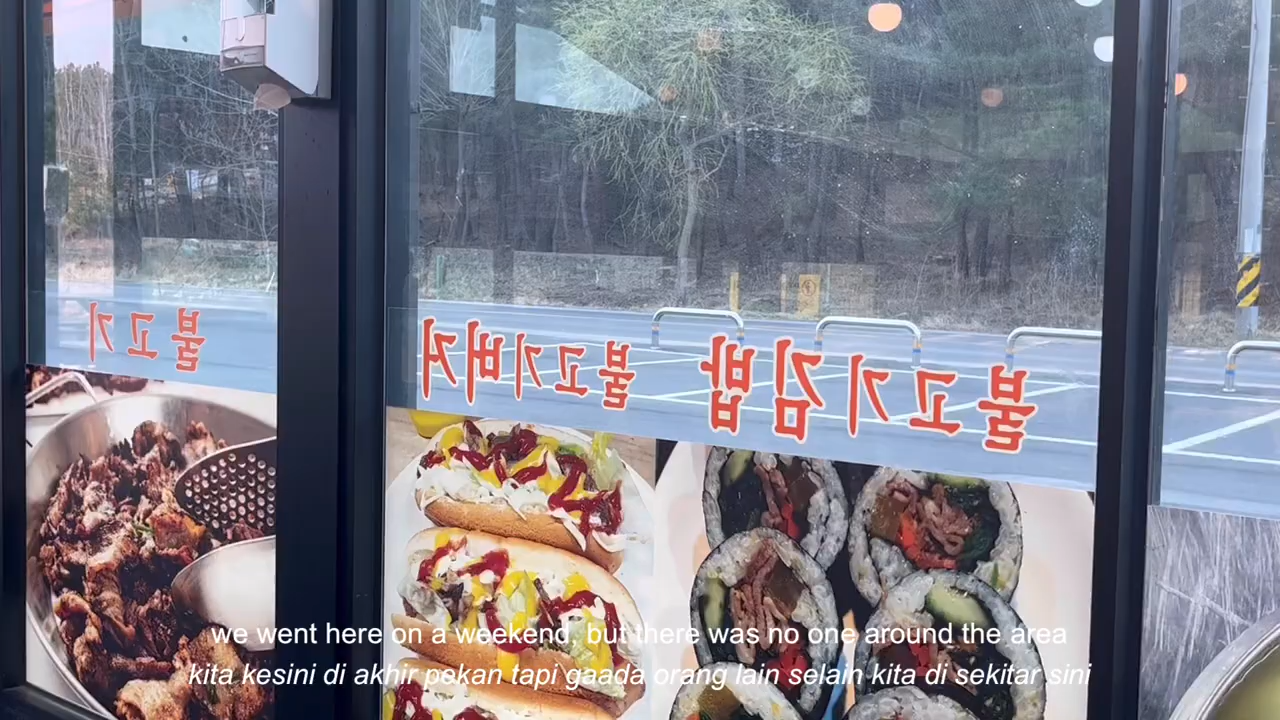 불고기
불고기버거
불고기김밥
we went here on a weekend, but there was no one around the area
kita kesini di akhir pekan tapi gaada orang lain selain kita di sekitar sini